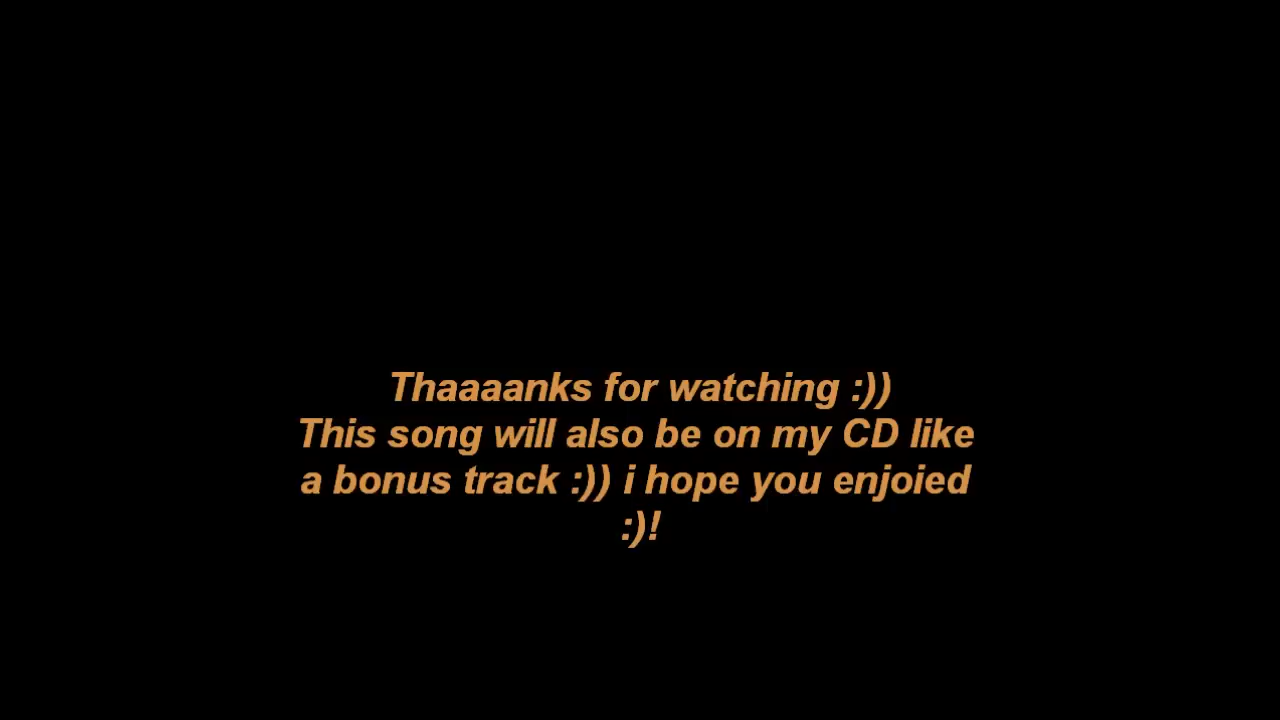 Thaaaanks for watching :))
This song will also be on my CD like
a bonus track :)) i hope you enjoied
:)!